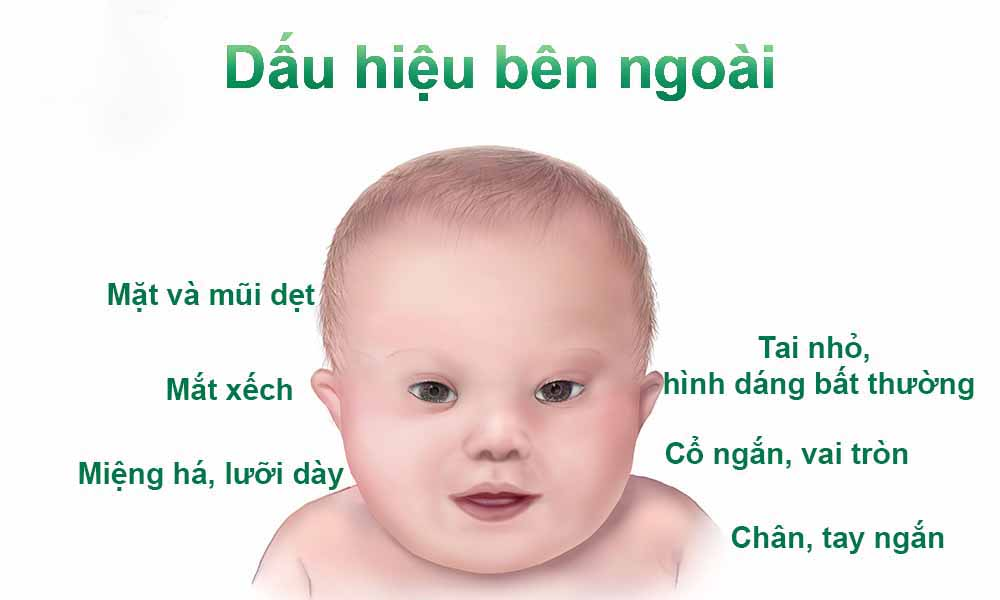 Dấu hiệu bên ngoài
Mặt và mũi dẹt
Mắt xếch
Miệng há, lưỡi dày
Tai nhỏ,
hình dáng bất thường
Cổ ngắn, vai tròn
Chân, tay ngắn